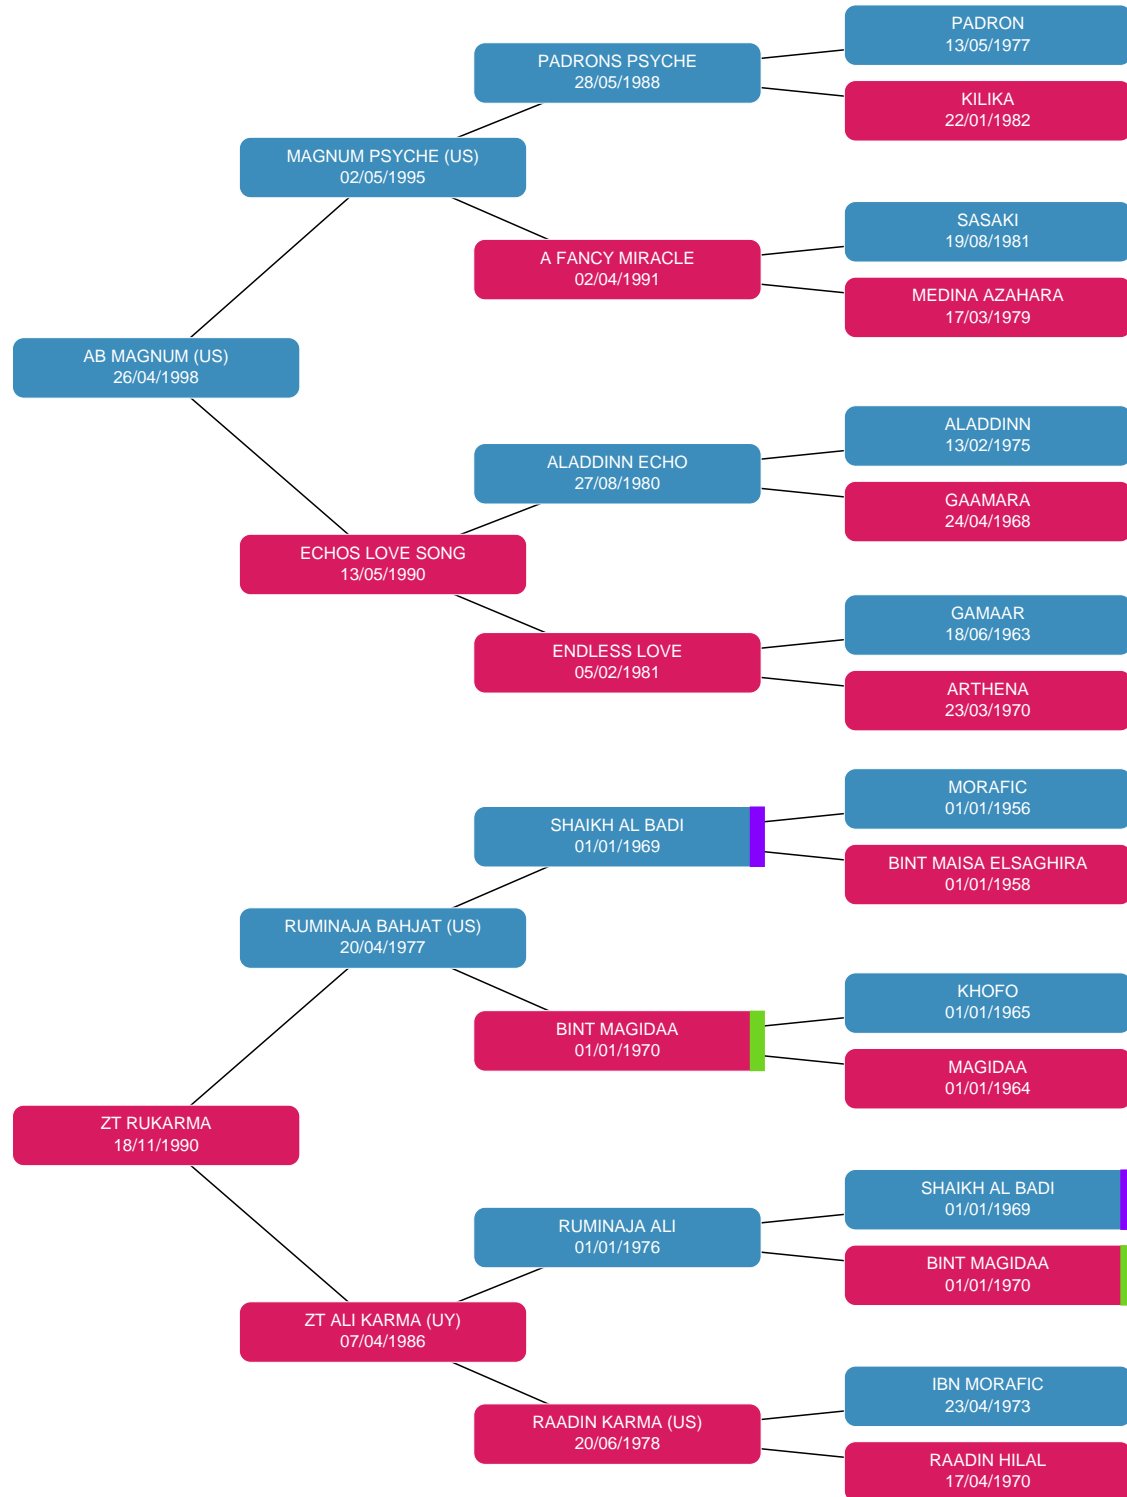 PADRON
13/05/1977
PADRONS PSYCHE
28/05/1988
KILIKA
22/01/1982
MAGNUM PSYCHE (US)
02/05/1995
SASAKI
19/08/1981
A FANCY MIRACLE
02/04/1991
MEDINA AZAHARA
17/03/1979
AB MAGNUM (US)
26/04/1998
ALADDINN
13/02/1975
ALADDINN ECHO
27/08/1980
GAAMARA
24/04/1968
ECHOS LOVE SONG
13/05/1990
GAMAAR
18/06/1963
ENDLESS LOVE
05/02/1981
ARTHENA
23/03/1970
MORAFIC
01/01/1956
SHAIKH AL BADI
01/01/1969
BINT MAISA ELSAGHIRA
01/01/1958
RUMINAJA BAHJAT (US)
20/04/1977
KHOFO
01/01/1965
BINT MAGIDAA
01/01/1970
MAGIDAA
01/01/1964
ZT RUKARMA
18/11/1990
SHAIKH AL BADI
01/01/1969
RUMINAJA ALI
01/01/1976
BINT MAGIDAA
01/01/1970
ZT ALI KARMA (UY)
07/04/1986
IBN MORAFIC
23/04/1973
RAADIN KARMA (US)
20/06/1978
RAADIN HILAL
17/04/1970